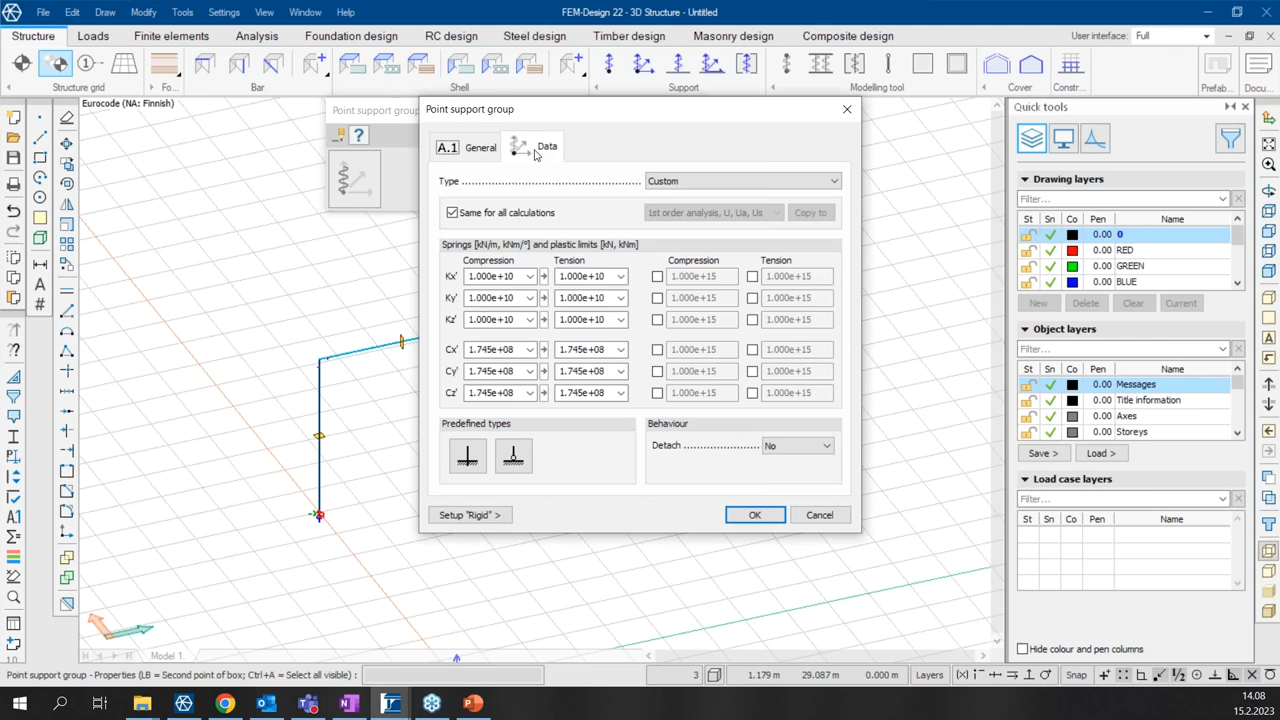 File Edit Draw Modify Tools Settings View Window Help
FEM-Design 22 - 3D Structure - Untitled
Structure Loads Finite elements Analysis Foundation design RC design Steel design Timber design Masonry design Composite design
User interface: Full
Structure grid Fo... Bar Shell Support Modelling tool Cover Constr... Prefab... Docu...
Eurocode (NA: Finnish)
Point support group
Point support group
A.1 General Data
Type Custom
Same for all calculations 1st order analysis, U, Ua, Us Copy to
Springs [kN/m, kNm/°] and plastic limits [kN, kNm]
Compression Tension Compression Tension
Kx' 1.000e+10 1.000e+10 1.000e+15 1.000e+15
Ky' 1.000e+10 1.000e+10 1.000e+15 1.000e+15
Kz' 1.000e+10 1.000e+10 1.000e+15 1.000e+15
Cx' 1.745e+08 1.745e+08 1.000e+15 1.000e+15
Cy' 1.745e+08 1.745e+08 1.000e+15 1.000e+15
Cz' 1.745e+08 1.745e+08 1.000e+15 1.000e+15
Predefined types Behaviour
Detach No
Setup "Rigid" > OK Cancel
Quick tools
Drawing layers
Filter...
St Sn Co Pen Name
0.00 0
0.00 RED
0.00 GREEN
0.00 BLUE
New Delete Clear Current
Object layers
Filter...
St Sn Co Pen Name
0.00 Messages
0.00 Title information
0.00 Axes
0.00 Storeys
Save > Load >
Load case layers
Filter...
St Sn Co Pen Name
Hide colour and pen columns
Model 1.
Point support group - Properties (LB = Second point of box; Ctrl+A = Select all visible) :
3 1.179 m 29.087 m 0.000 m Layers Snap
14.08
15.2.2023